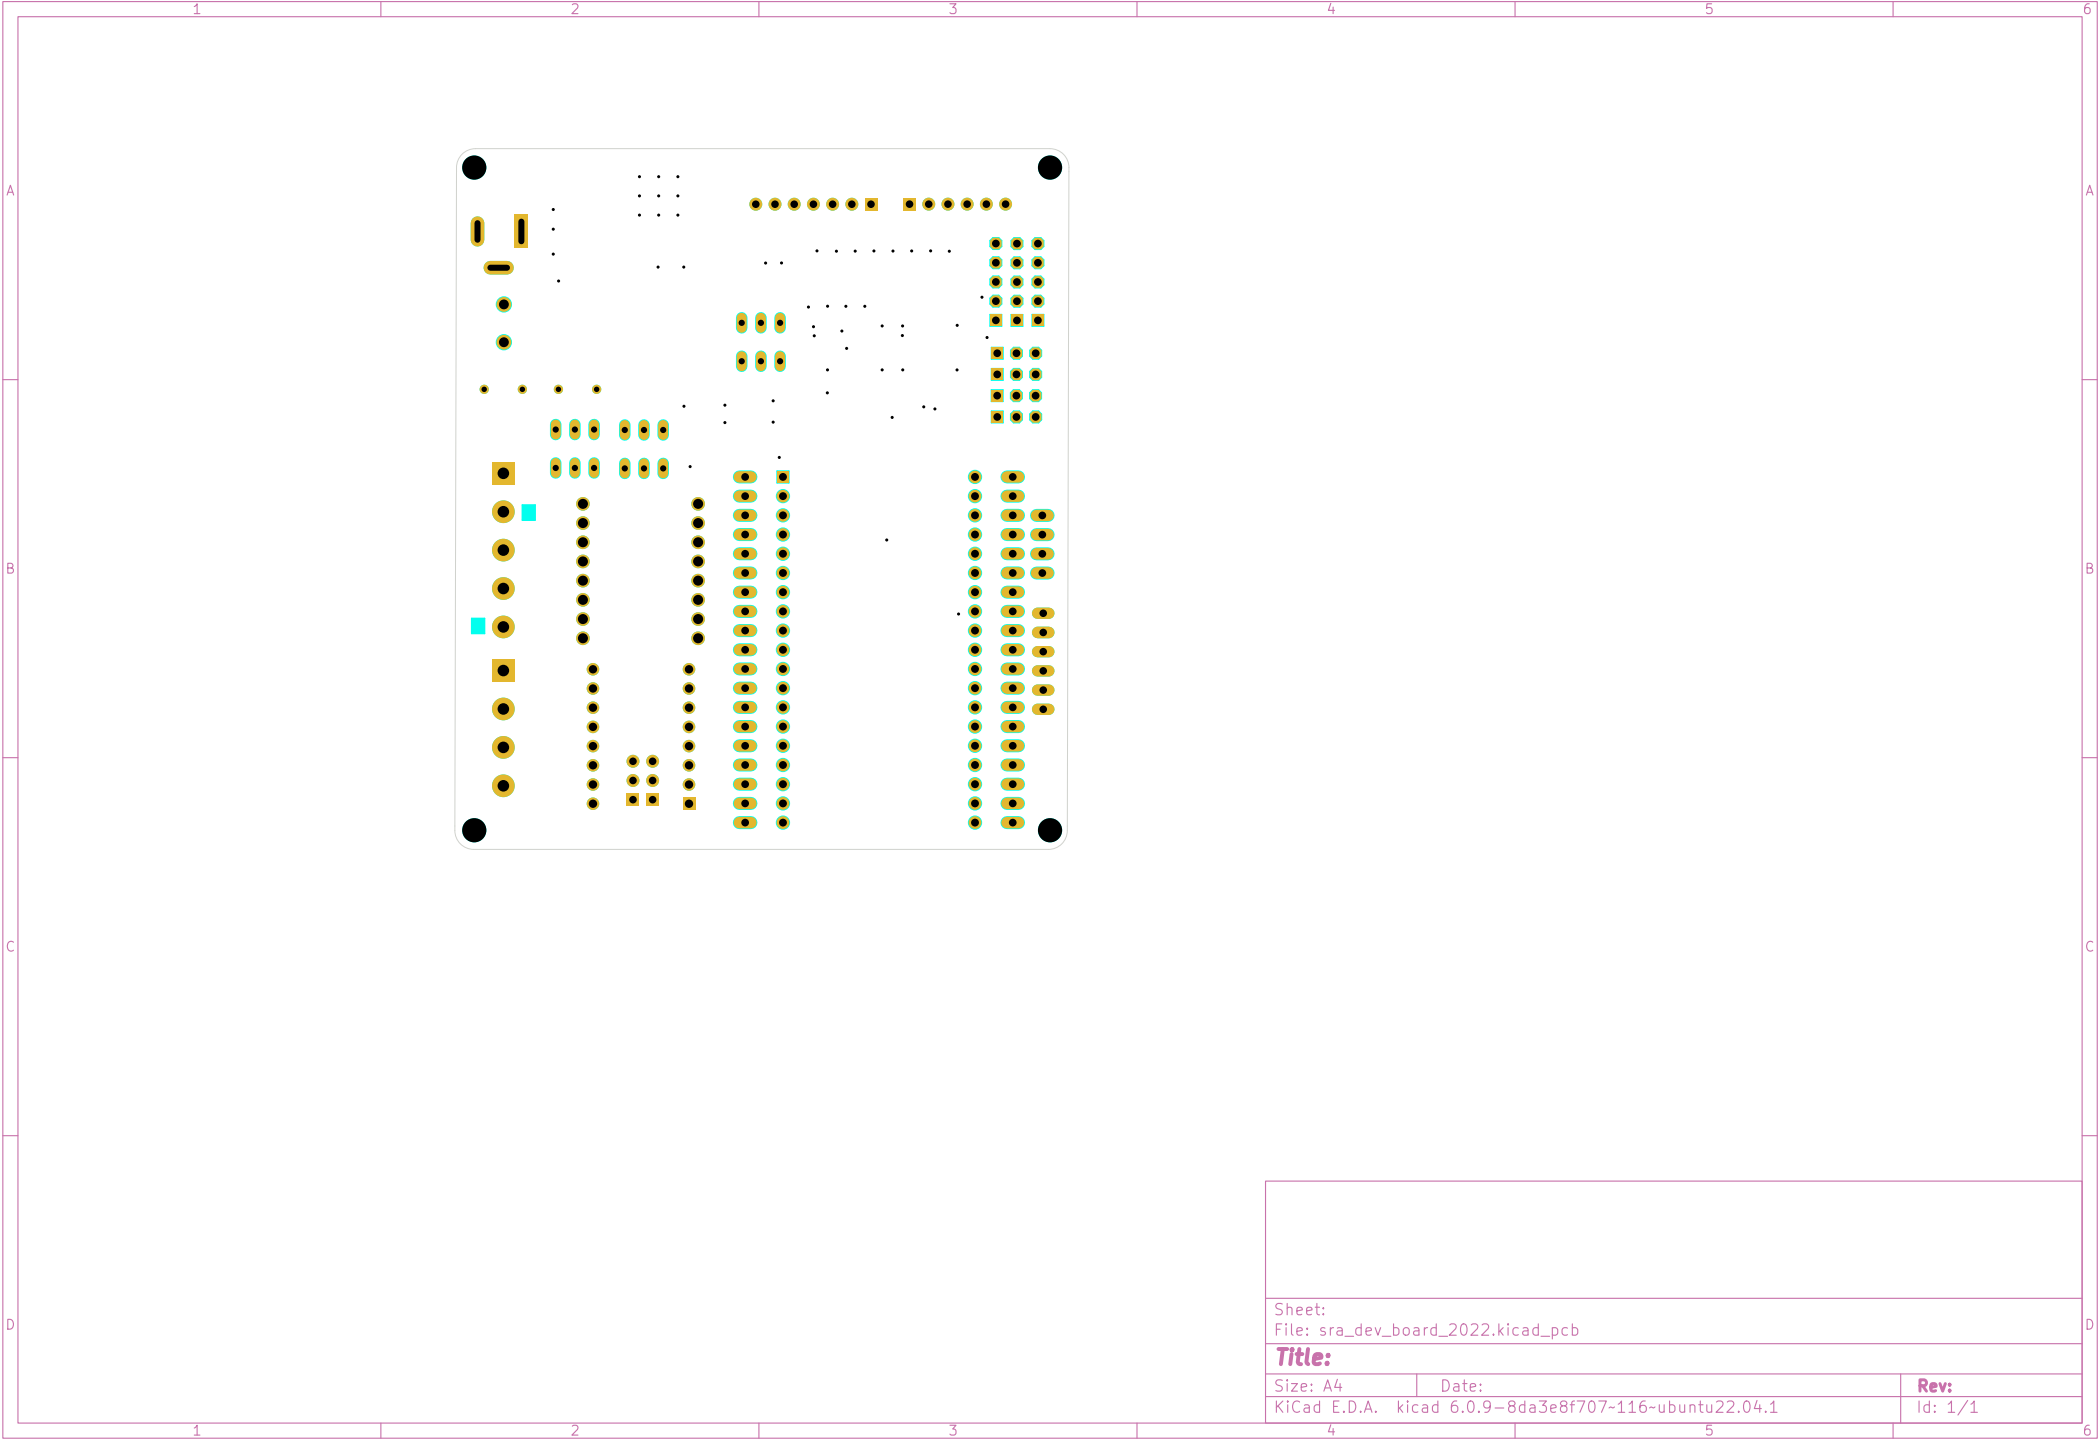 1 2 3 4 5 6
A A
B B
C C
D D
Sheet:
File: sra_dev_board_2022.kicad_pcb
Title:
Size: A4 Date: Rev:
KiCad E.D.A. kicad 6.0.9-8da3e8f707~116~ubuntu22.04.1 Id: 1/1
1 2 3 4 5 6